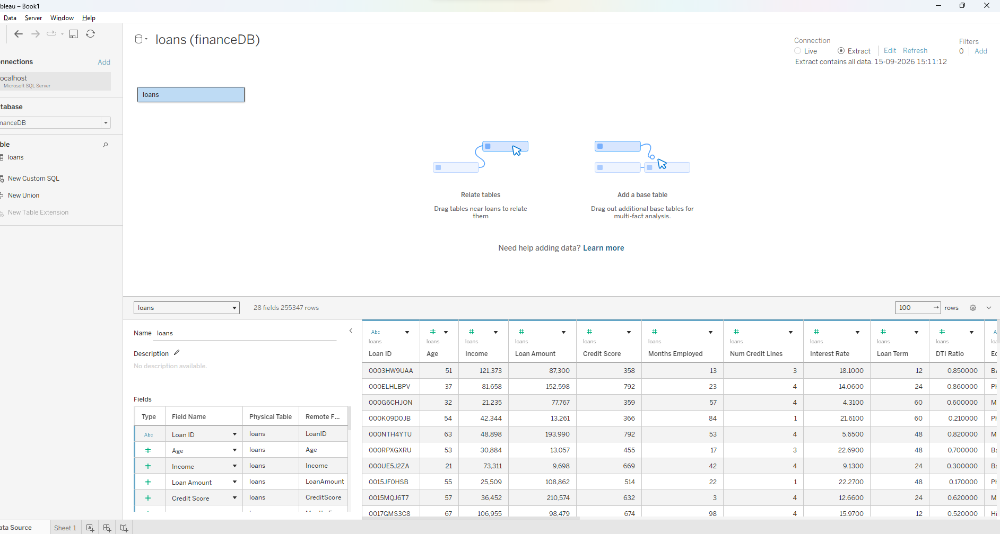 bleau – Book1
Data Server Window Help
nnections Add
ocalhost
Microsoft SQL Server
tabase
nanceDB
ble
loans
New Custom SQL
New Union
New Table Extension
loans (financeDB)
Connection
Live Extract Edit Refresh
Extract contains all data. 15-09-2026 15:11:12
Filters
0 Add
loans
Relate tables
Drag tables near loans to relate
them
Add a base table
Drag out additional base tables for
multi-fact analysis.
Need help adding data? Learn more
loans 28 fields 255347 rows 100 rows
Name loans
Description
No description available.
Fields
Type Field Name Physical Table Remote F...
Abc Loan ID loans LoanID
Age loans Age
Income loans Income
Loan Amount loans LoanAmount
Credit Score loans CreditScore
Abc
loans loans loans loans loans loans loans loans loans loans
Loan ID Age Income Loan Amount Credit Score Months Employed Num Credit Lines Interest Rate Loan Term DTI Ratio
0003HW9UAA 51 121,373 87,300 358 13 3 18.1000 12 0.850000
000ELHLBPV 37 81,658 152,598 792 23 4 14.0600 24 0.860000
000G6CHJON 32 21,235 77,767 359 57 4 4.3100 60 0.600000
000K09D0JB 54 42,344 13,261 366 84 1 21.6100 60 0.210000
000NTH4YTU 63 48,898 193,990 792 53 4 5.6500 48 0.820000
000RPXGXRU 53 30,884 13,057 455 17 3 22.6900 48 0.700000
000UE5J2ZA 21 73,311 9,698 669 42 4 9.1300 24 0.300000
0015JF0HSB 55 25,509 108,862 514 22 1 22.2700 48 0.170000
0015MQJ6T7 57 36,452 210,574 632 3 4 12.6600 24 0.620000
0017GMS3C8 67 106,955 98,479 674 98 4 15.9700 12 0.520000
ata Source Sheet 1